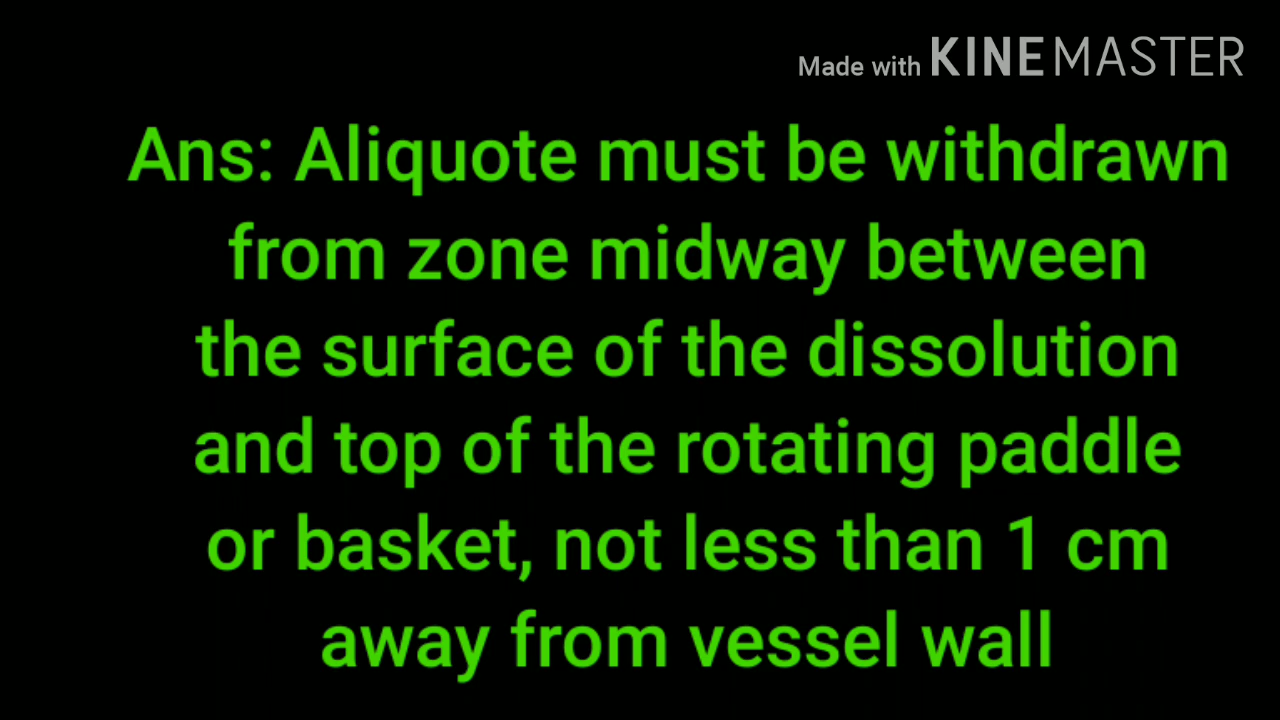 Made with KINEMASTER
Ans: Aliquote must be withdrawn
from zone midway between
the surface of the dissolution
and top of the rotating paddle
or basket, not less than 1 cm
away from vessel wall